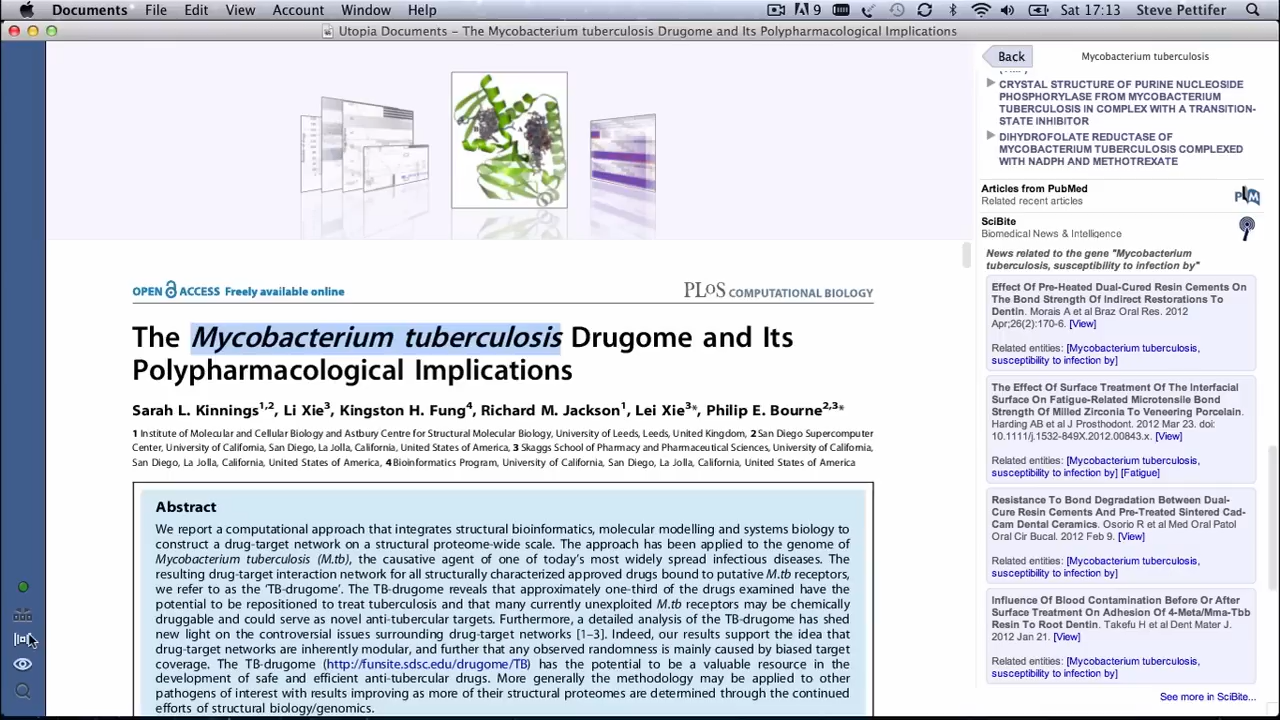 Documents File Edit View Account Window Help 9 Sat 17:13 Steve Pettifer
Utopia Documents – The Mycobacterium tuberculosis Drugome and Its Polypharmacological Implications
OPEN ACCESS Freely available online
PLoS COMPUTATIONAL BIOLOGY
The Mycobacterium tuberculosis Drugome and Its
Polypharmacological Implications
Sarah L. Kinnings1,2, Li Xie3, Kingston H. Fung4, Richard M. Jackson1, Lei Xie3*, Philip E. Bourne2,3*
1 Institute of Molecular and Cellular Biology and Astbury Centre for Structural Molecular Biology, University of Leeds, Leeds, United Kingdom, 2 San Diego Supercomputer
Center, University of California, San Diego, La Jolla, California, United States of America, 3 Skaggs School of Pharmacy and Pharmaceutical Sciences, University of California,
San Diego, La Jolla, California, United States of America, 4 Bioinformatics Program, University of California, San Diego, La Jolla, California, United States of America
Abstract
We report a computational approach that integrates structural bioinformatics, molecular modelling and systems biology to
construct a drug-target network on a structural proteome-wide scale. The approach has been applied to the genome of
Mycobacterium tuberculosis (M.tb), the causative agent of one of today's most widely spread infectious diseases. The
resulting drug-target interaction network for all structurally characterized approved drugs bound to putative M.tb receptors,
we refer to as the 'TB-drugome'. The TB-drugome reveals that approximately one-third of the drugs examined have the
potential to be repositioned to treat tuberculosis and that many currently unexploited M.tb receptors may be chemically
druggable and could serve as novel anti-tubercular targets. Furthermore, a detailed analysis of the TB-drugome has shed
new light on the controversial issues surrounding drug-target networks [1–3]. Indeed, our results support the idea that
drug-target networks are inherently modular, and further that any observed randomness is mainly caused by biased target
coverage. The TB-drugome (http://funsite.sdsc.edu/drugome/TB) has the potential to be a valuable resource in the
development of safe and efficient anti-tubercular drugs. More generally the methodology may be applied to other
pathogens of interest with results improving as more of their structural proteomes are determined through the continued
efforts of structural biology/genomics.
Back
Mycobacterium tuberculosis
CRYSTAL STRUCTURE OF PURINE NUCLEOSIDE
PHOSPHORYLASE FROM MYCOBACTERIUM
TUBERCULOSIS IN COMPLEX WITH A TRANSITION-
STATE INHIBITOR
DIHYDROFOLATE REDUCTASE OF
MYCOBACTERIUM TUBERCULOSIS COMPLEXED
WITH NADPH AND METHOTREXATE
Articles from PubMed
Related recent articles
SciBite
Biomedical News & Intelligence
News related to the gene "Mycobacterium
tuberculosis, susceptibility to infection by"
Effect Of Pre-Heated Dual-Cured Resin Cements On
The Bond Strength Of Indirect Restorations To
Dentin. Morais A et al Braz Oral Res. 2012
Apr;26(2):170-6. [View]
Related entities: [Mycobacterium tuberculosis,
susceptibility to infection by]
The Effect Of Surface Treatment Of The Interfacial
Surface On Fatigue-Related Microtensile Bond
Strength Of Milled Zirconia To Veneering Porcelain.
Harding AB et al J Prosthodont. 2012 Mar 23. doi:
10.1111/j.1532-849X.2012.00843.x. [View]
Related entities: [Mycobacterium tuberculosis,
susceptibility to infection by] [Fatigue]
Resistance To Bond Degradation Between Dual-
Cure Resin Cements And Pre-Treated Sintered Cad-
Cam Dental Ceramics. Osorio R et al Med Oral Patol
Oral Cir Bucal. 2012 Feb 9. [View]
Related entities: [Mycobacterium tuberculosis,
susceptibility to infection by]
Influence Of Blood Contamination Before Or After
Surface Treatment On Adhesion Of 4-Meta/Mma-Tbb
Resin To Root Dentin. Takefu H et al Dent Mater J.
2012 Jan 21. [View]
Related entities: [Mycobacterium tuberculosis,
susceptibility to infection by]
See more in SciBite...